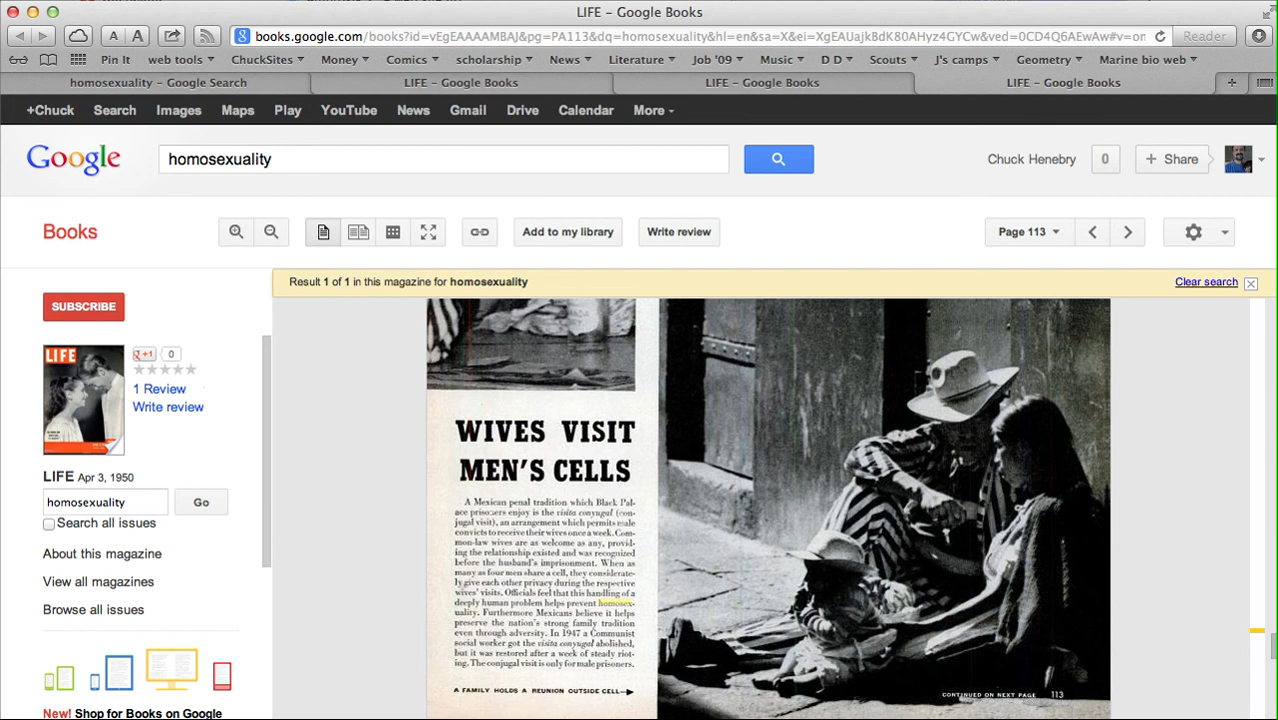 LIFE – Google Books
A A
books.google.com/books?id=vEgEAAAAMBAJ&pg=PA113&dq=homosexuality&hl=en&sa=X&ei=XgEAUajkBdK80AHyz4GYCw&ved=0CD4Q6AEwAw#v=on
Reader
Pin It web tools ChuckSites Money Comics scholarship News Literature Job '09 Music D D Scouts J's camps Geometry Marine bio web
homosexuality – Google Search LIFE – Google Books LIFE – Google Books LIFE – Google Books
+Chuck Search Images Maps Play YouTube News Gmail Drive Calendar More
Google homosexuality Chuck Henebry 0 + Share
Books Add to my library Write review Page 113
Result 1 of 1 in this magazine for homosexuality Clear search
SUBSCRIBE
LIFE
+1 0
1 Review
Write review
LIFE Apr 3, 1950
homosexuality Go
Search all issues
About this magazine
View all magazines
Browse all issues
New! Shop for Books on Google
WIVES VISIT
MEN'S CELLS
A Mexican penal tradition which Black Pal-
ace prisoners enjoy is the visita conyugal (con-
jugal visit), an arrangement which permits male
convicts to receive their wives once a week. Com-
mon-law wives are as welcome as any, provid-
ing the relationship existed and was recognized
before the husband's imprisonment. When as
many as four men share a cell, they considerate-
ly give each other privacy during the respective
wives' visits. Officials feel that this handling of a
deeply human problem helps prevent homosex-
uality. Furthermore Mexicans believe it helps
preserve the nation's strong family tradition
even through adversity. In 1947 a Communist
social worker got the visita conyugal abolished,
but it was restored after a week of steady riot-
ing. The conjugal visit is only for male prisoners.
A FAMILY HOLDS A REUNION OUTSIDE CELL
CONTINUED ON NEXT PAGE 113